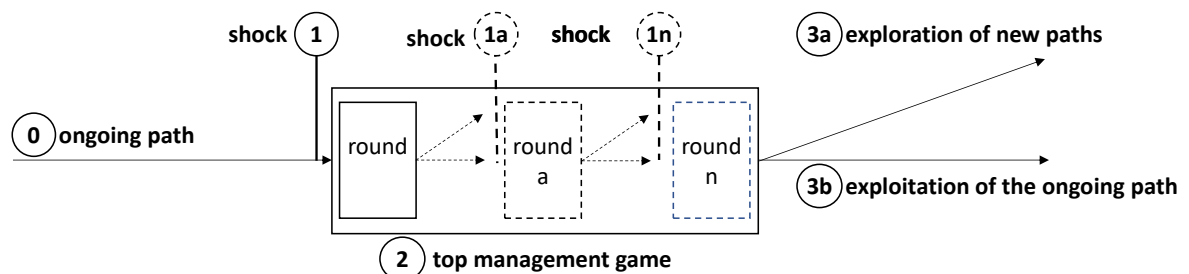 shock 1
shock 1a
shock 1n
3a exploration of new paths
0 ongoing path
round
round
a
round
n
3b exploitation of the ongoing path
2 top management game